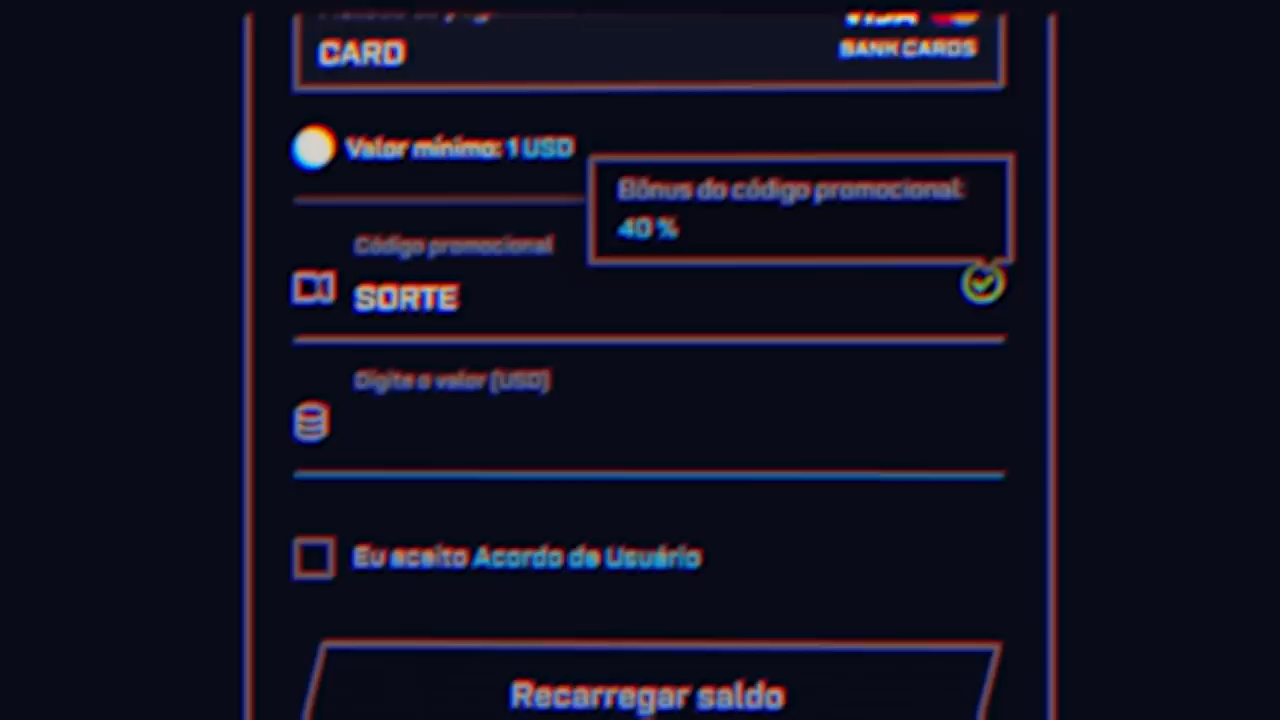 VISA
CARD
BANK CARDS
Valor mínimo: 1 USD
Bônus do código promocional:
40 %
Código promocional
SORTE
Digite o valor (USD)
Eu aceito Acordo de Usuário
Recarregar saldo